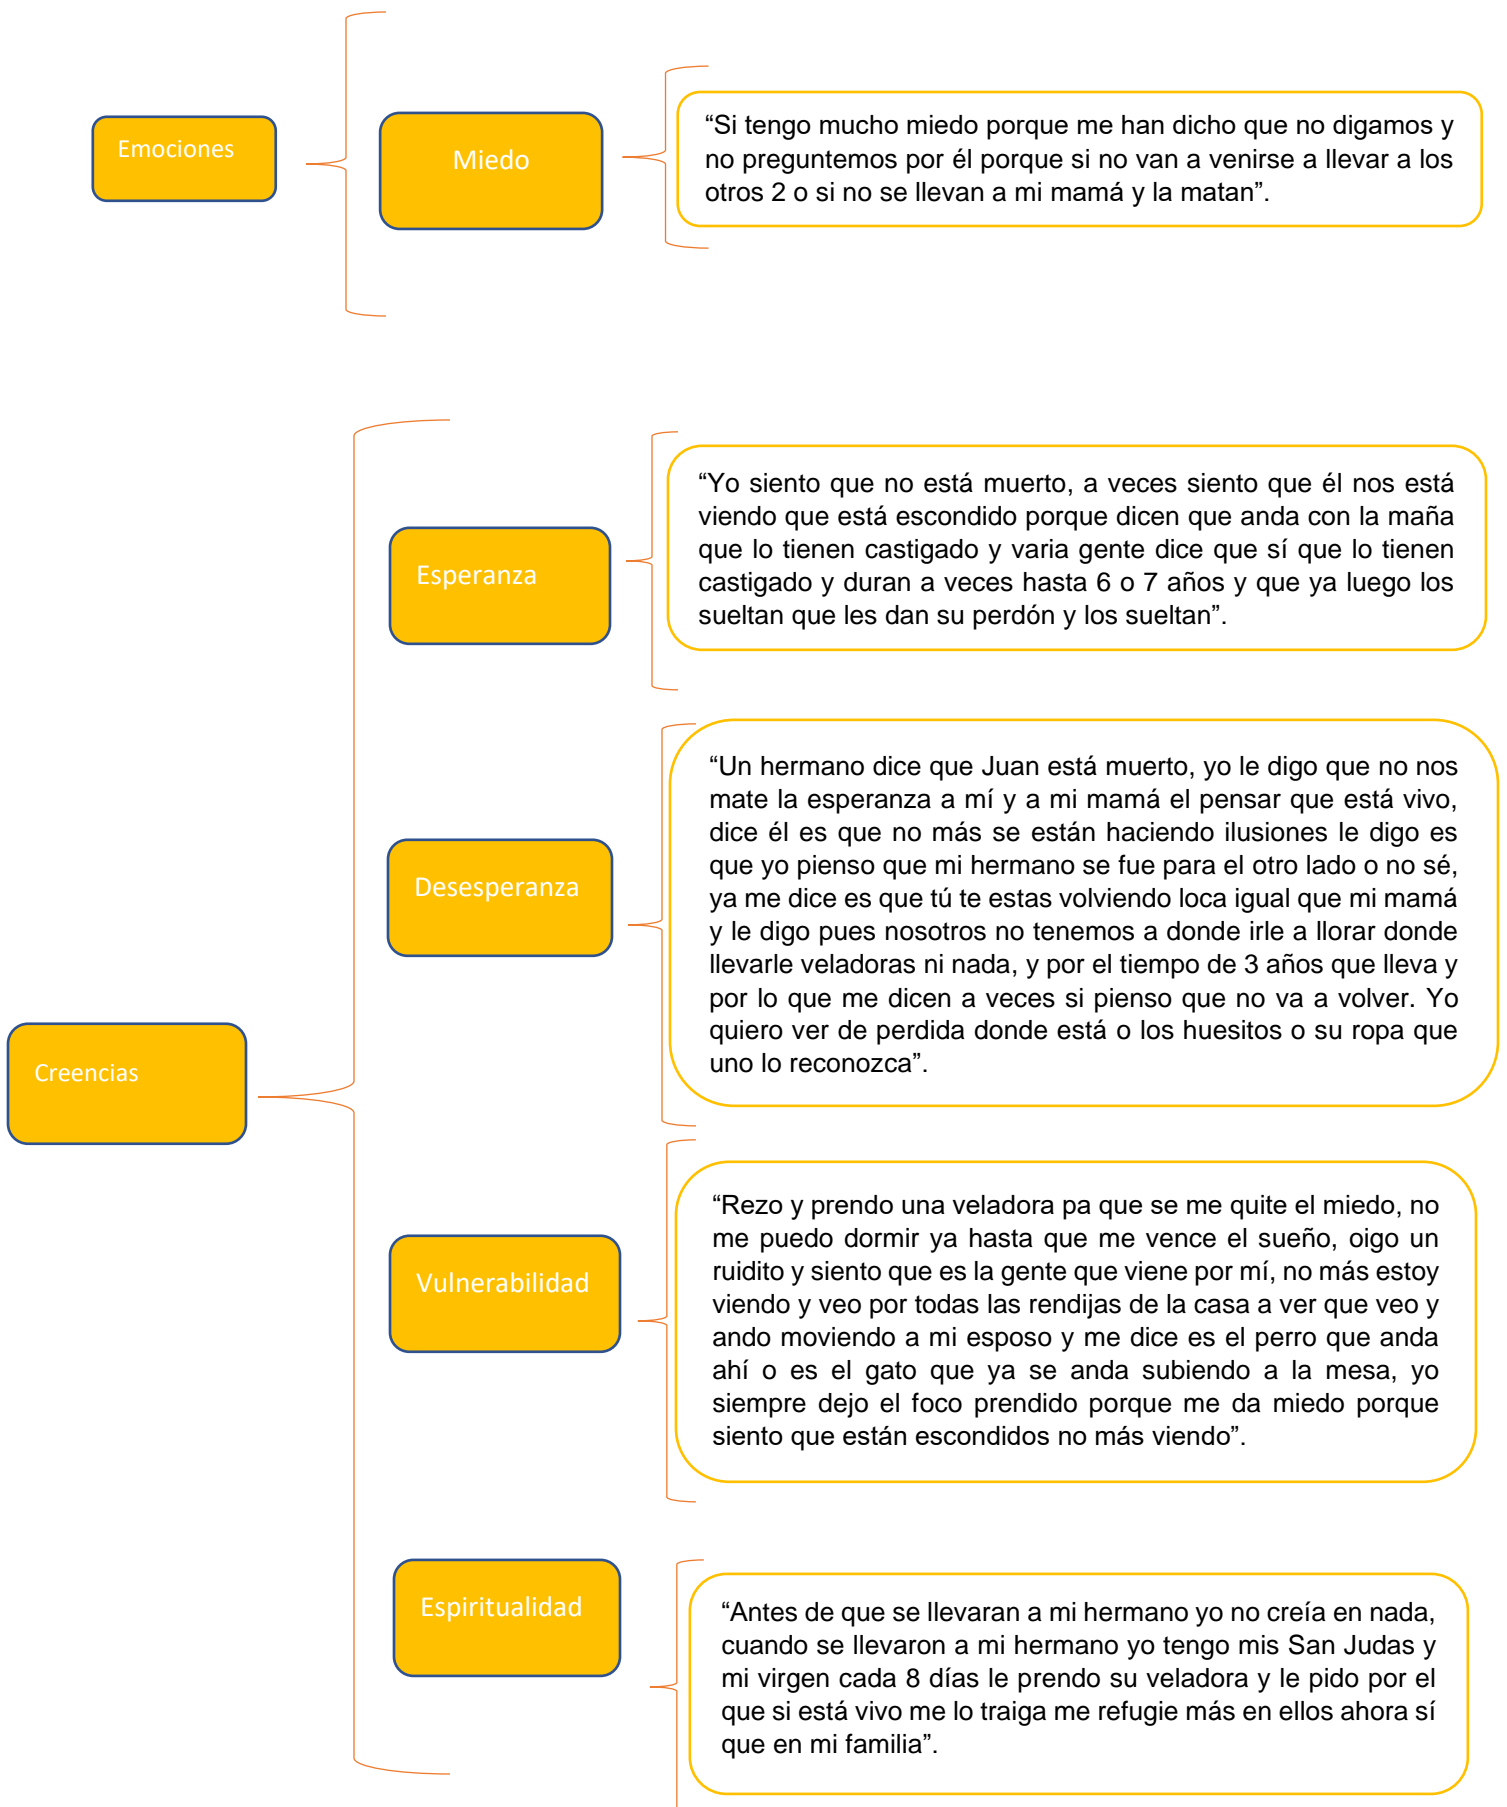 Emociones
Miedo
“Si tengo mucho miedo porque me han dicho que no digamos y
no preguntemos por él porque si no van a venirse a llevar a los
otros 2 o si no se llevan a mi mamá y la matan”.
Esperanza
“Yo siento que no está muerto, a veces siento que él nos está
viendo que está escondido porque dicen que anda con la maña
que lo tienen castigado y varia gente dice que sí que lo tienen
castigado y duran a veces hasta 6 o 7 años y que ya luego los
sueltan que les dan su perdón y los sueltan”.
Desesperanza
“Un hermano dice que Juan está muerto, yo le digo que no nos
mate la esperanza a mí y a mi mamá el pensar que está vivo,
dice él es que no más se están haciendo ilusiones le digo es
que yo pienso que mi hermano se fue para el otro lado o no sé,
ya me dice es que tú te estas volviendo loca igual que mi mamá
y le digo pues nosotros no tenemos a donde irle a llorar donde
llevarle veladoras ni nada, y por el tiempo de 3 años que lleva y
por lo que me dicen a veces si pienso que no va a volver. Yo
quiero ver de perdida donde está o los huesitos o su ropa que
uno lo reconozca”.
Creencias
Vulnerabilidad
“Rezo y prendo una veladora pa que se me quite el miedo, no
me puedo dormir ya hasta que me vence el sueño, oigo un
ruidito y siento que es la gente que viene por mí, no más estoy
viendo y veo por todas las rendijas de la casa a ver que veo y
ando moviendo a mi esposo y me dice es el perro que anda
ahí o es el gato que ya se anda subiendo a la mesa, yo
siempre dejo el foco prendido porque me da miedo porque
siento que están escondidos no más viendo”.
Espiritualidad
“Antes de que se llevaran a mi hermano yo no creía en nada,
cuando se llevaron a mi hermano yo tengo mis San Judas y
mi virgen cada 8 días le prendo su veladora y le pido por el
que si está vivo me lo traiga me refugie más en ellos ahora sí
que en mi familia”.